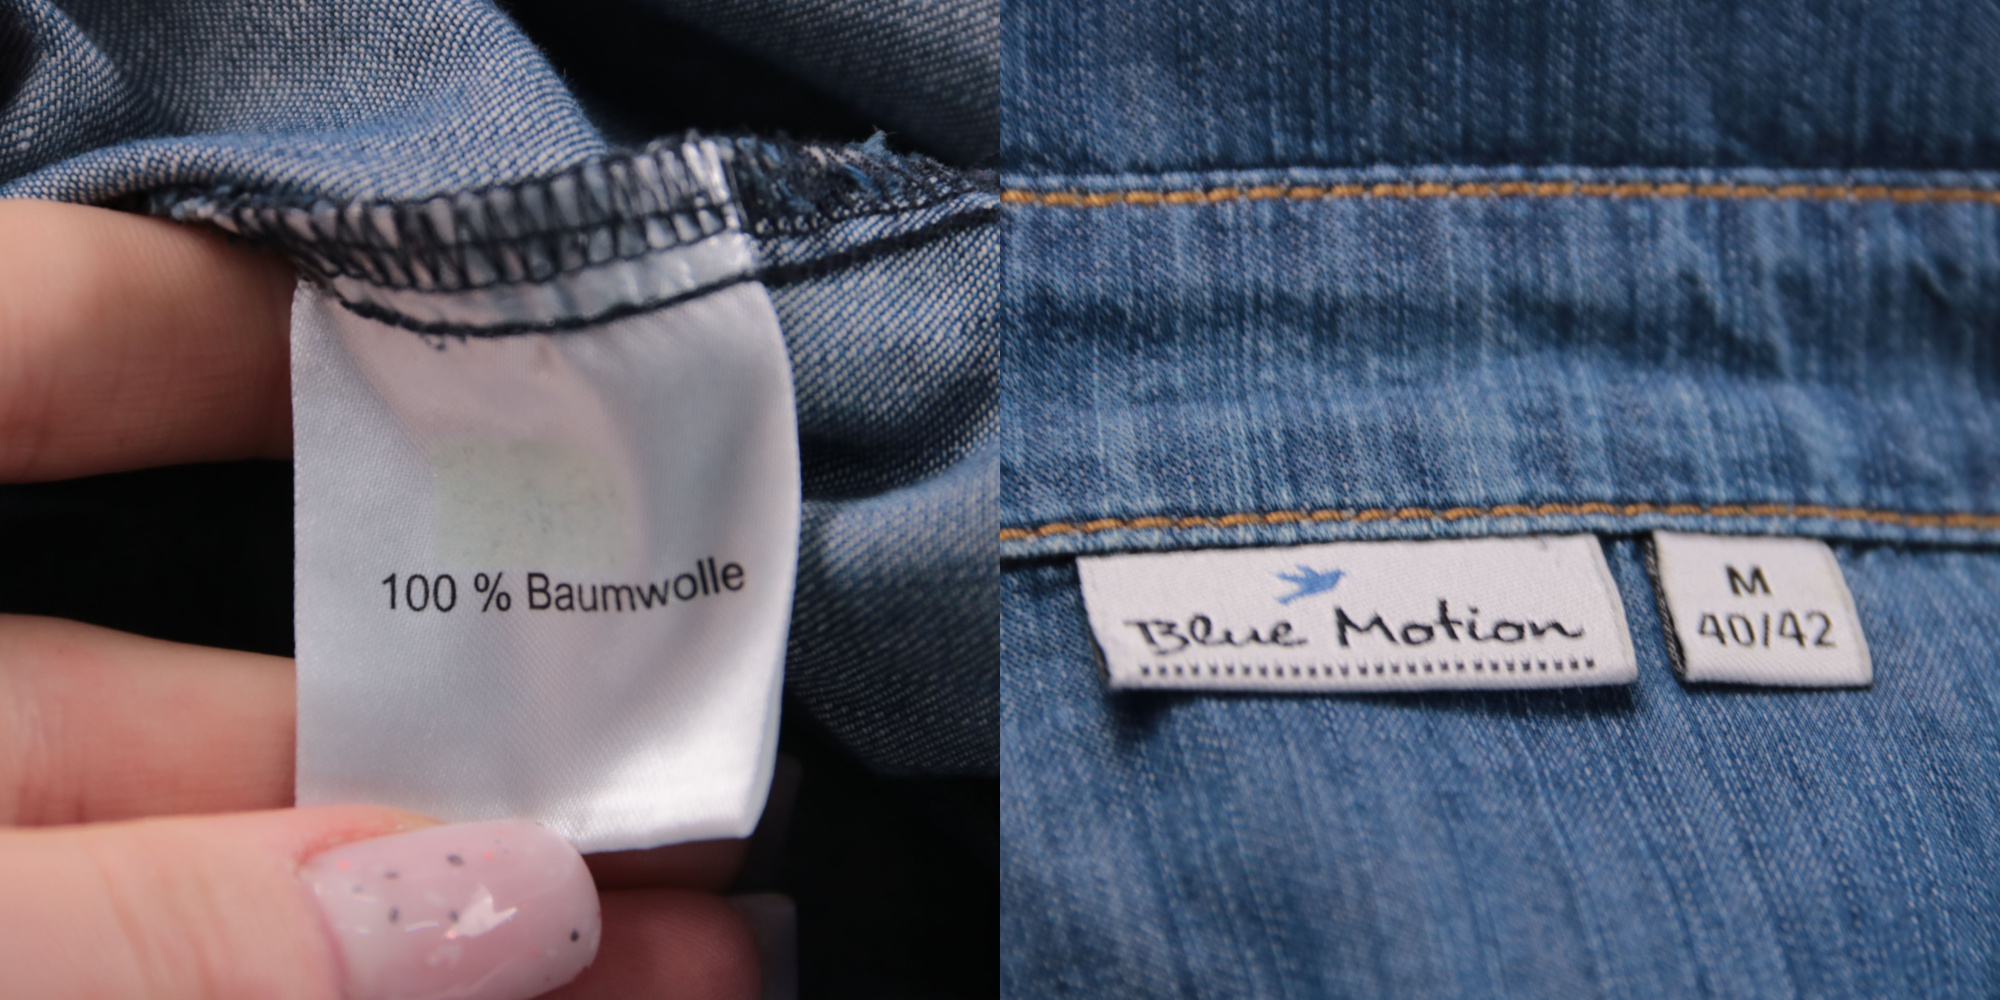 100 % Baumwolle
Blue Motion
M
40/42